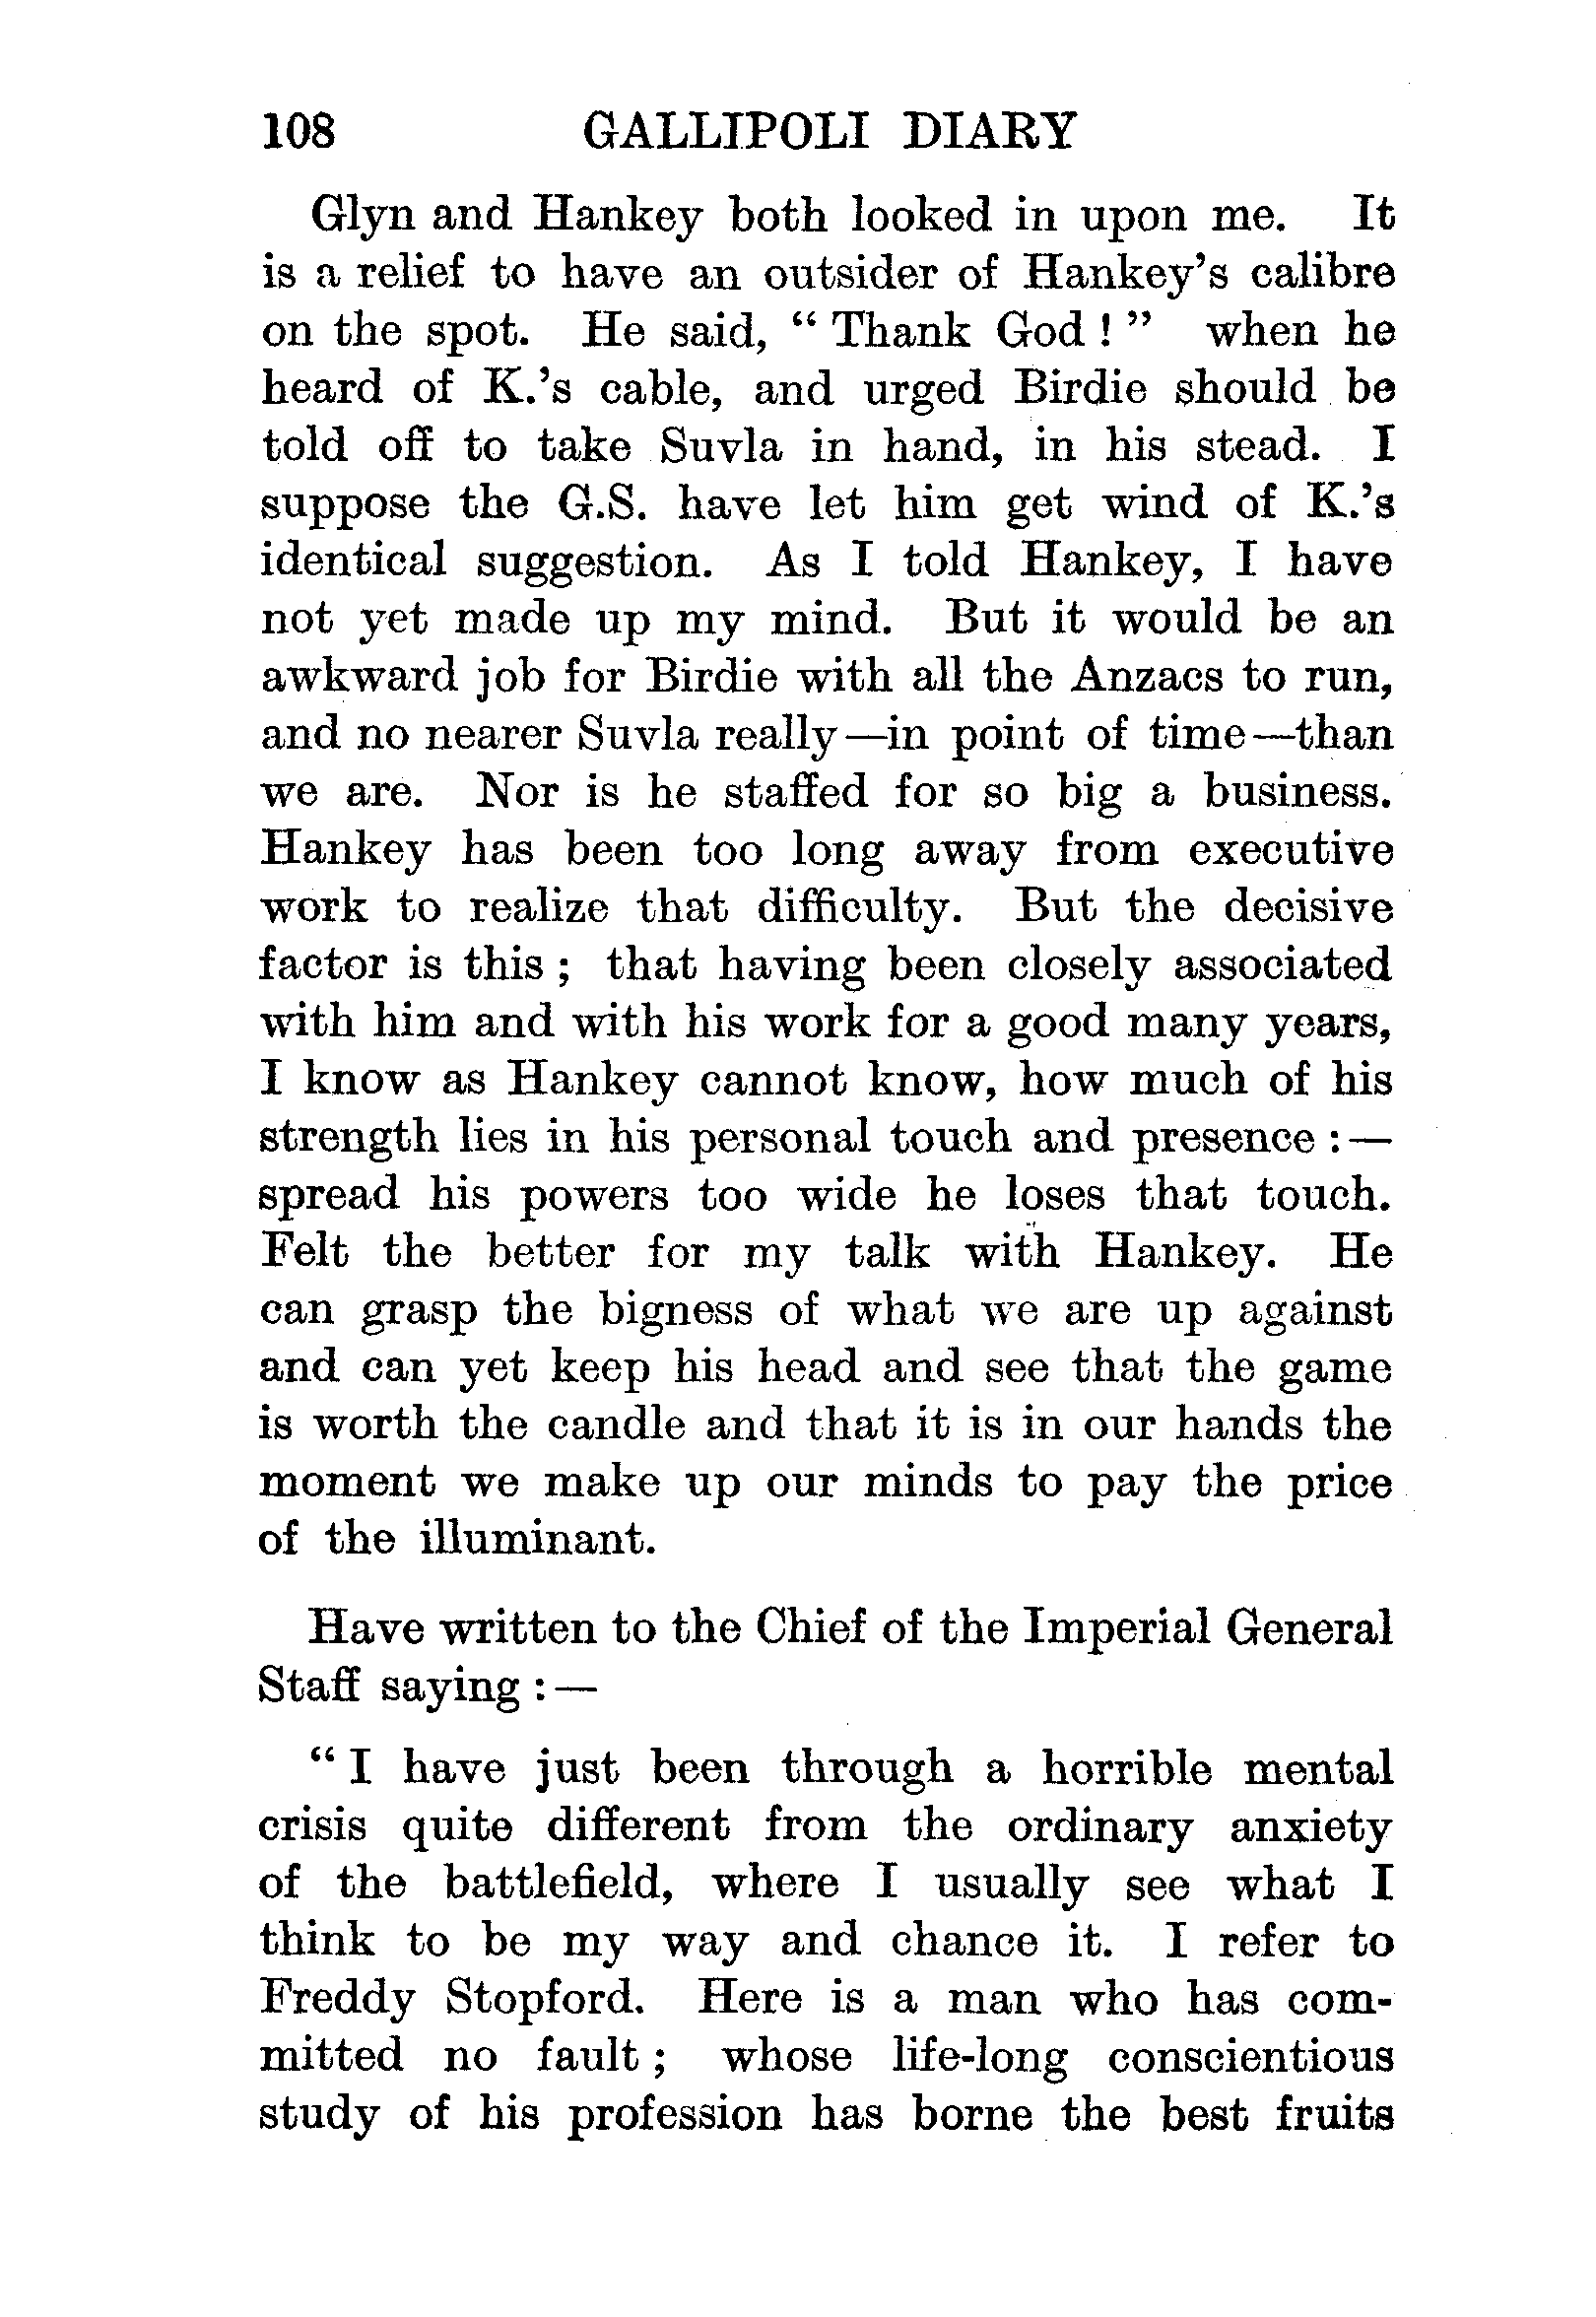 108 GALLIPOLI DIARY
Glyn and Hankey both looked in upon me. It
is a relief to have an outsider of Hankey's calibre
on the spot. He said, “ Thank God ! ” when he
heard of K.'s cable, and urged Birdie should be
told off to take Suvla in hand, in his stead. I
suppose the G.S. have let him get wind of K.'s
identical suggestion. As I told Hankey, I have
not yet made up my mind. But it would be an
awkward job for Birdie with all the Anzacs to run,
and no nearer Suvla really—in point of time—than
we are. Nor is he staffed for so big a business.
Hankey has been too long away from executive
work to realize that difficulty. But the decisive
factor is this ; that having been closely associated
with him and with his work for a good many years,
I know as Hankey cannot know, how much of his
strength lies in his personal touch and presence :—
spread his powers too wide he loses that touch.
Felt the better for my talk with Hankey. He
can grasp the bigness of what we are up against
and can yet keep his head and see that the game
is worth the candle and that it is in our hands the
moment we make up our minds to pay the price
of the illuminant.
Have written to the Chief of the Imperial General
Staff saying :—
“ I have just been through a horrible mental
crisis quite different from the ordinary anxiety
of the battlefield, where I usually see what I
think to be my way and chance it. I refer to
Freddy Stopford. Here is a man who has com-
mitted no fault ; whose life-long conscientious
study of his profession has borne the best fruits